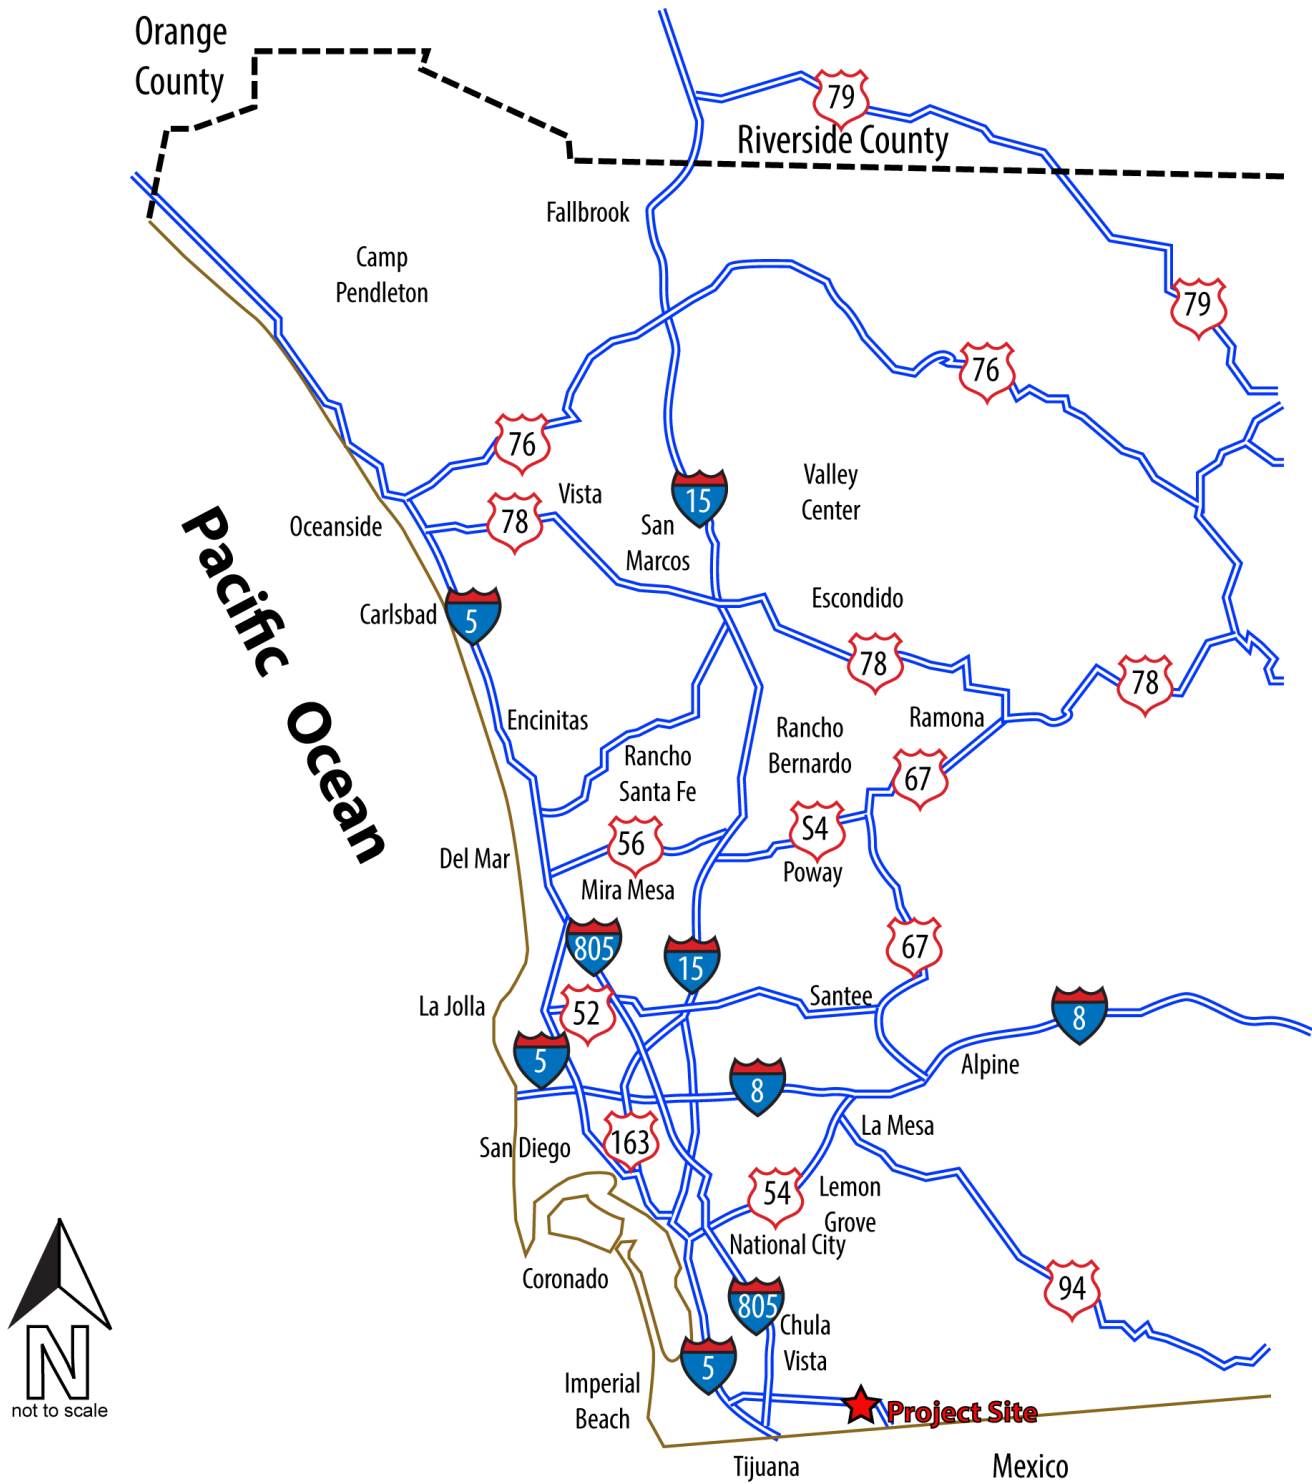 Orange
County
79
Riverside County
Fallbrook
Camp
Pendleton
79
76
76
Valley
Center
15
Vista
78
San
Marcos
Oceanside
Pacific Ocean
Carlsbad
5
Escondido
78
78
Encinitas
Ramona
Rancho
Bernardo
Rancho
Santa Fe
67
56
S4
Del Mar
Poway
Mira Mesa
805
15
67
La Jolla
52
Santee
8
5
Alpine
8
San Diego
163
La Mesa
54
Lemon
Grove
National City
Coronado
94
805
Chula
Vista
5
N
not to scale
Imperial
Beach
Project Site
Tijuana
Mexico